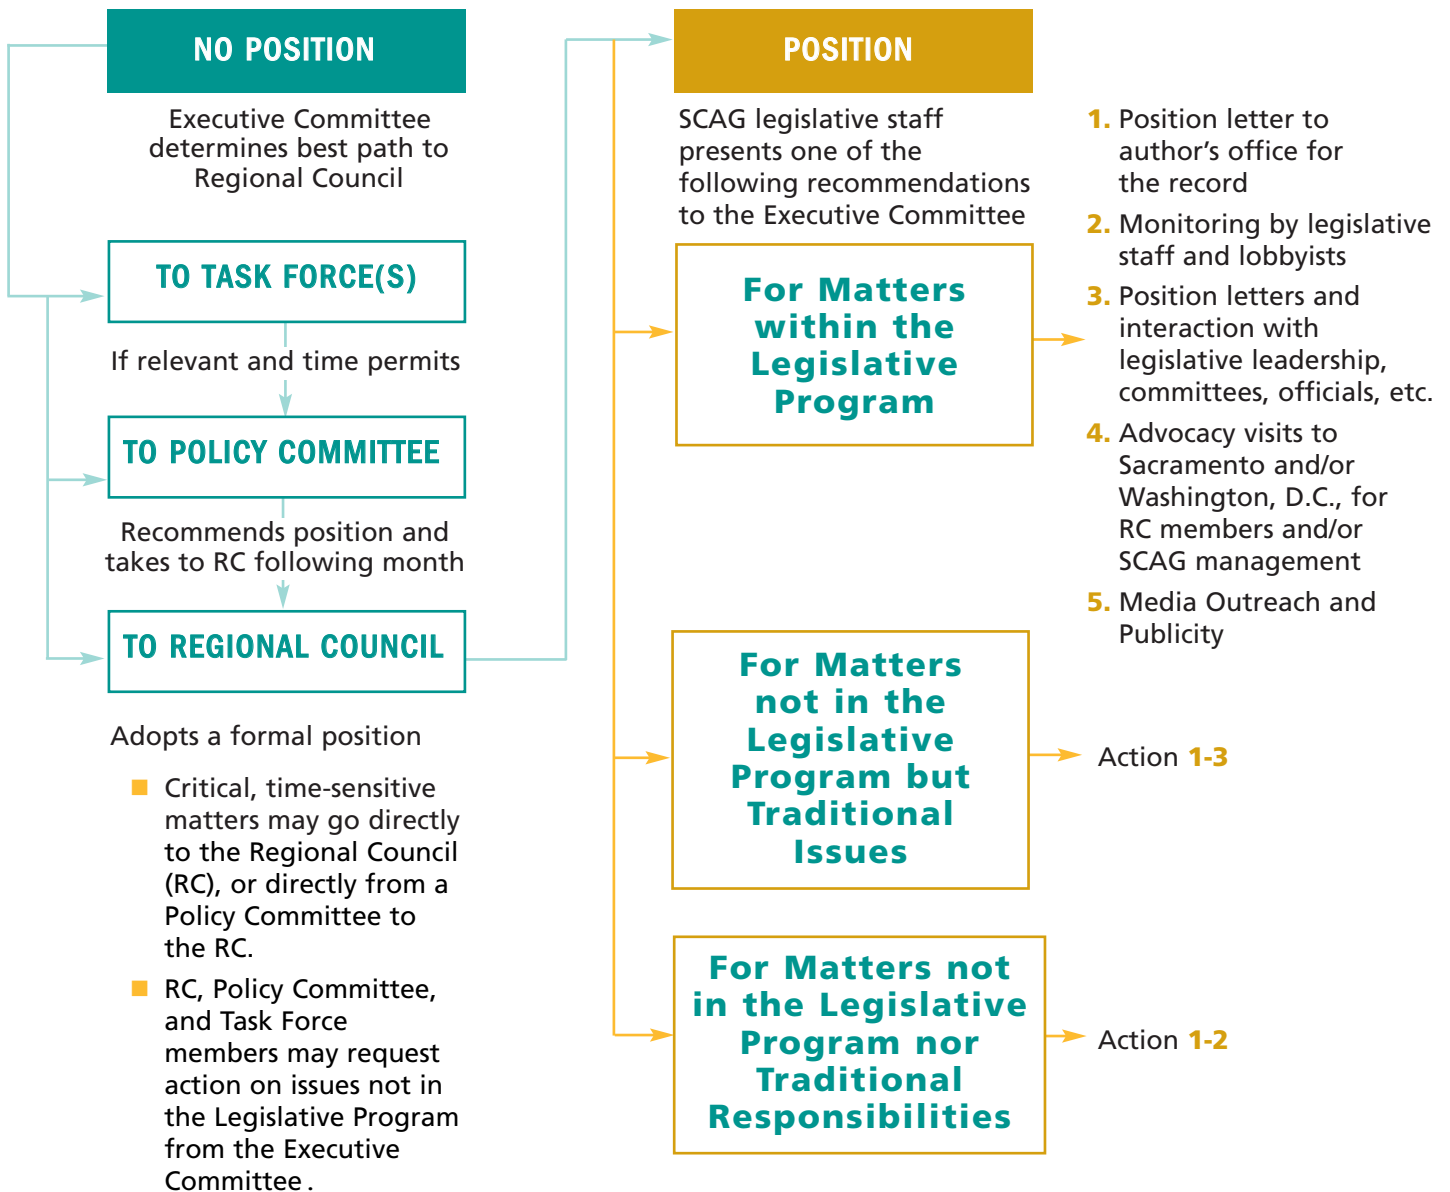 NO POSITION
Executive Committee
determines best path to
Regional Council
TO TASK FORCE(S)
If relevant and time permits
TO POLICY COMMITTEE
Recommends position and
takes to RC following month
TO REGIONAL COUNCIL
Adopts a formal position
Critical, time-sensitive
matters may go directly
to the Regional Council
(RC), or directly from a
Policy Committee to
the RC.
RC, Policy Committee,
and Task Force
members may request
action on issues not in
the Legislative Program
from the Executive
Committee .
POSITION
SCAG legislative staff
presents one of the
following recommendations
to the Executive Committee
For Matters
within the
Legislative
Program
1. Position letter to
author’s office for
the record
2. Monitoring by legislative
staff and lobbyists
3. Position letters and
interaction with
legislative leadership,
committees, officials, etc.
4. Advocacy visits to
Sacramento and/or
Washington, D.C., for
RC members and/or
SCAG management
5. Media Outreach and
Publicity
For Matters
not in the
Legislative
Program but
Traditional
Issues
Action 1-3
For Matters not
in the Legislative
Program nor
Traditional
Responsibilities
Action 1-2